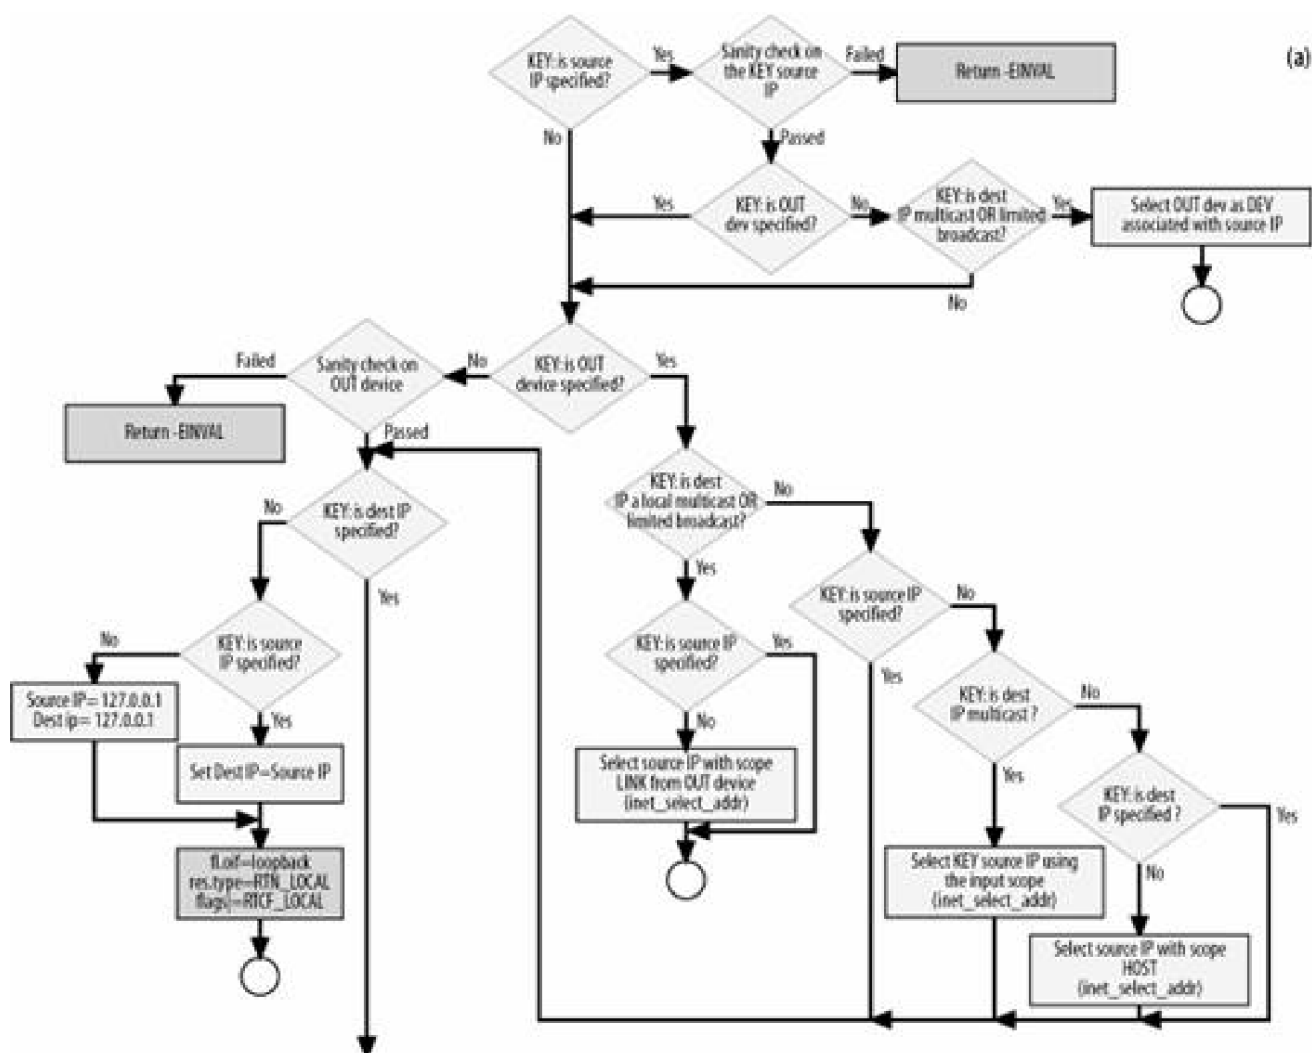 (a)
KEY: is source
IP specified?
Yes
Sanity check on
the KEY source
IP
Failed
Return -EINVAL
No
Passed
KEY: is OUT
dev specified?
Yes
No
KEY: is dest
IP multicast OR limited
broadcast?
Yes
Select OUT dev as DEV
associated with source IP
No
KEY: is OUT
device specified?
No
Yes
Sanity check on
OUT device
Failed
Return -EINVAL
Passed
KEY: is dest IP
specified?
No
Yes
KEY: is source
IP specified?
No
Source IP= 127.0.0.1
Dest ip= 127.0.0.1
Yes
Set Dest IP=Source IP
fl.oif=loopback
res.type=RTN_LOCAL
flags|=RTCF_LOCAL
KEY: is dest
IP a local multicast OR
limited broadcast?
No
Yes
KEY: is source IP
specified?
Yes
No
Select source IP with scope
LINK from OUT device
(inet_select_addr)
KEY: is source IP
specified?
No
Yes
KEY: is dest
IP multicast ?
No
Yes
Select KEY source IP using
the input scope
(inet_select_addr)
KEY: is dest
IP specified ?
Yes
No
Select source IP with scope
HOST
(inet_select_addr)